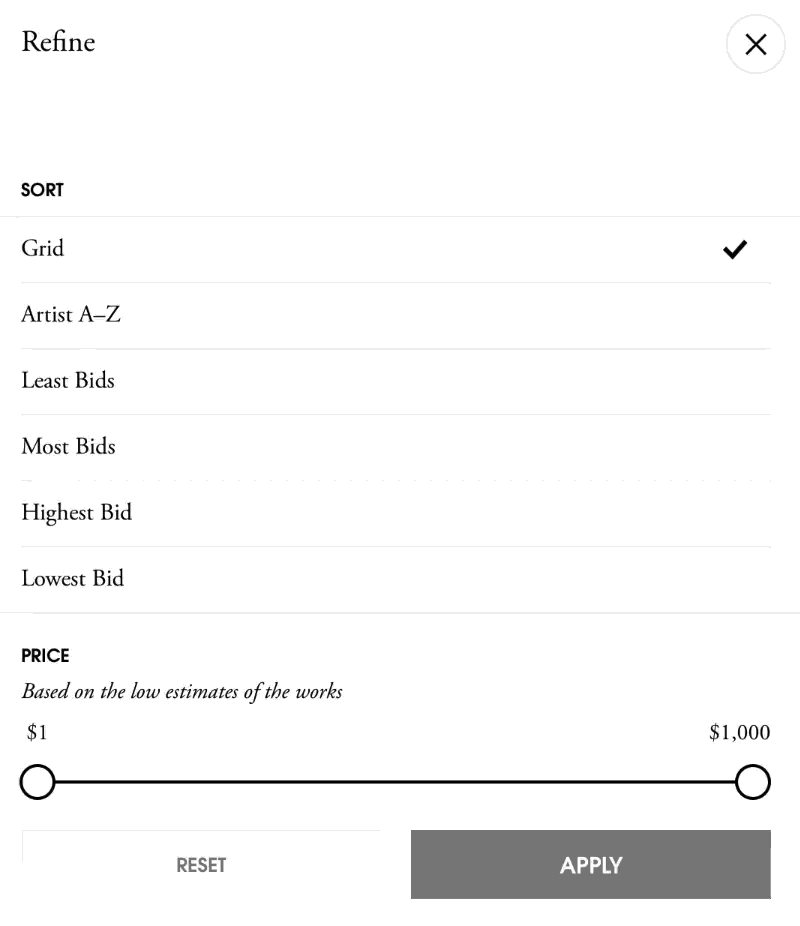 Refine
SORT
Grid
Artist A–Z
Least Bids
Most Bids
Highest Bid
Lowest Bid
PRICE
Based on the low estimates of the works
$1 $1,000
RESET APPLY